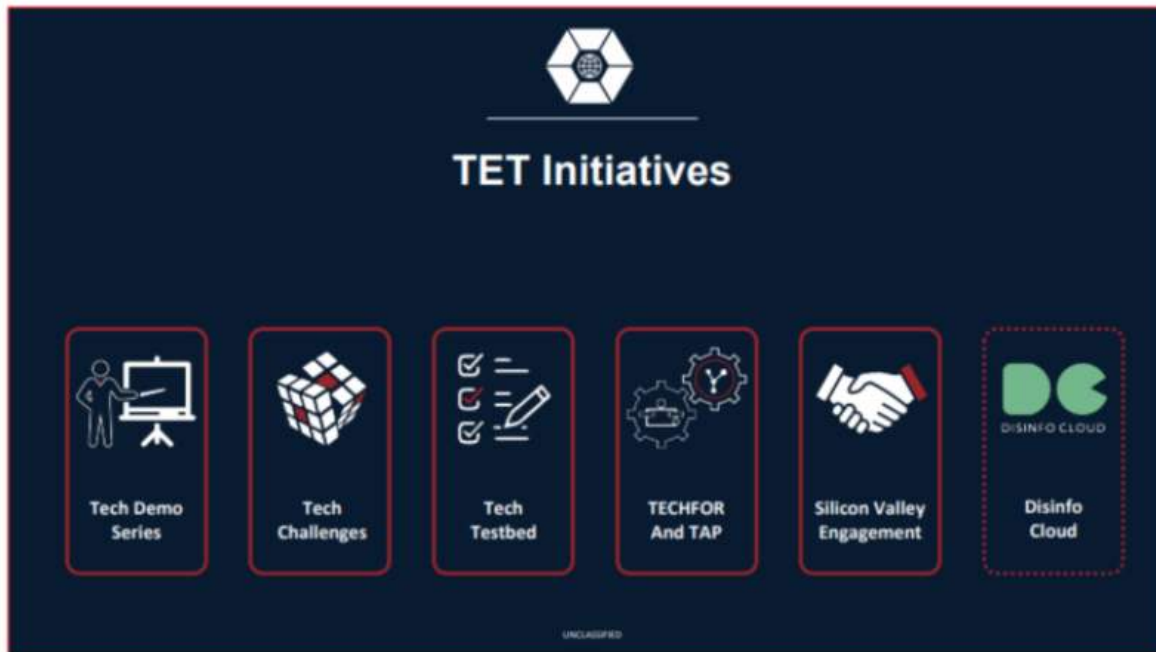 TET Initiatives
Tech Demo
Series
Tech
Challenges
Tech
Testbed
TECHFOR
And TAP
Silicon Valley
Engagement
DISINFO CLOUD
Disinfo
Cloud
UNCLASSIFIED